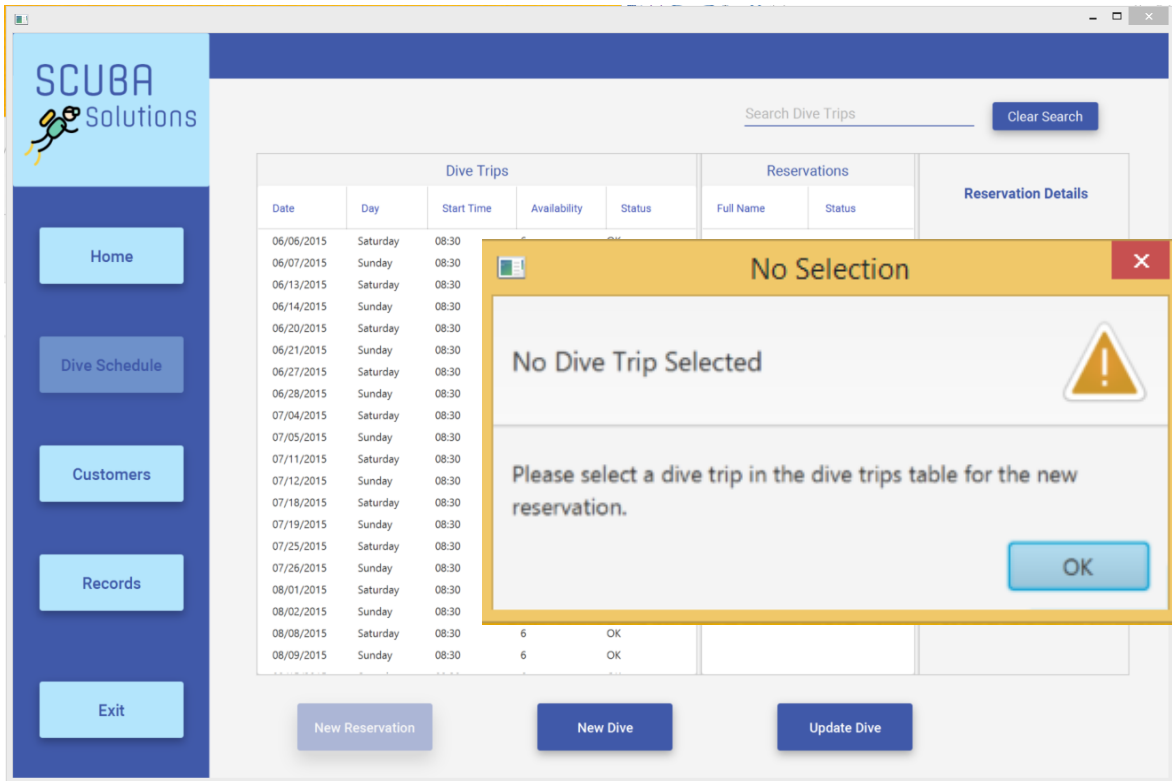 SCUBA
Solutions
Search Dive Trips
Clear Search
Dive Trips
Reservations
Reservation Details
Date Day Start Time Availability Status Full Name Status
06/06/2015 Saturday 08:30
06/07/2015 Sunday 08:30
06/13/2015 Saturday 08:30
06/14/2015 Sunday 08:30
06/20/2015 Saturday 08:30
06/21/2015 Sunday 08:30
06/27/2015 Saturday 08:30
06/28/2015 Sunday 08:30
07/04/2015 Saturday 08:30
07/05/2015 Sunday 08:30
07/11/2015 Saturday 08:30
07/12/2015 Sunday 08:30
07/18/2015 Saturday 08:30
07/19/2015 Sunday 08:30
07/25/2015 Saturday 08:30
07/26/2015 Sunday 08:30
08/01/2015 Saturday 08:30
08/02/2015 Sunday 08:30
08/08/2015 Saturday 08:30 6 OK
08/09/2015 Sunday 08:30 6 OK
Home
Dive Schedule
Customers
Records
Exit
No Selection
No Dive Trip Selected
Please select a dive trip in the dive trips table for the new
reservation.
OK
New Reservation
New Dive
Update Dive